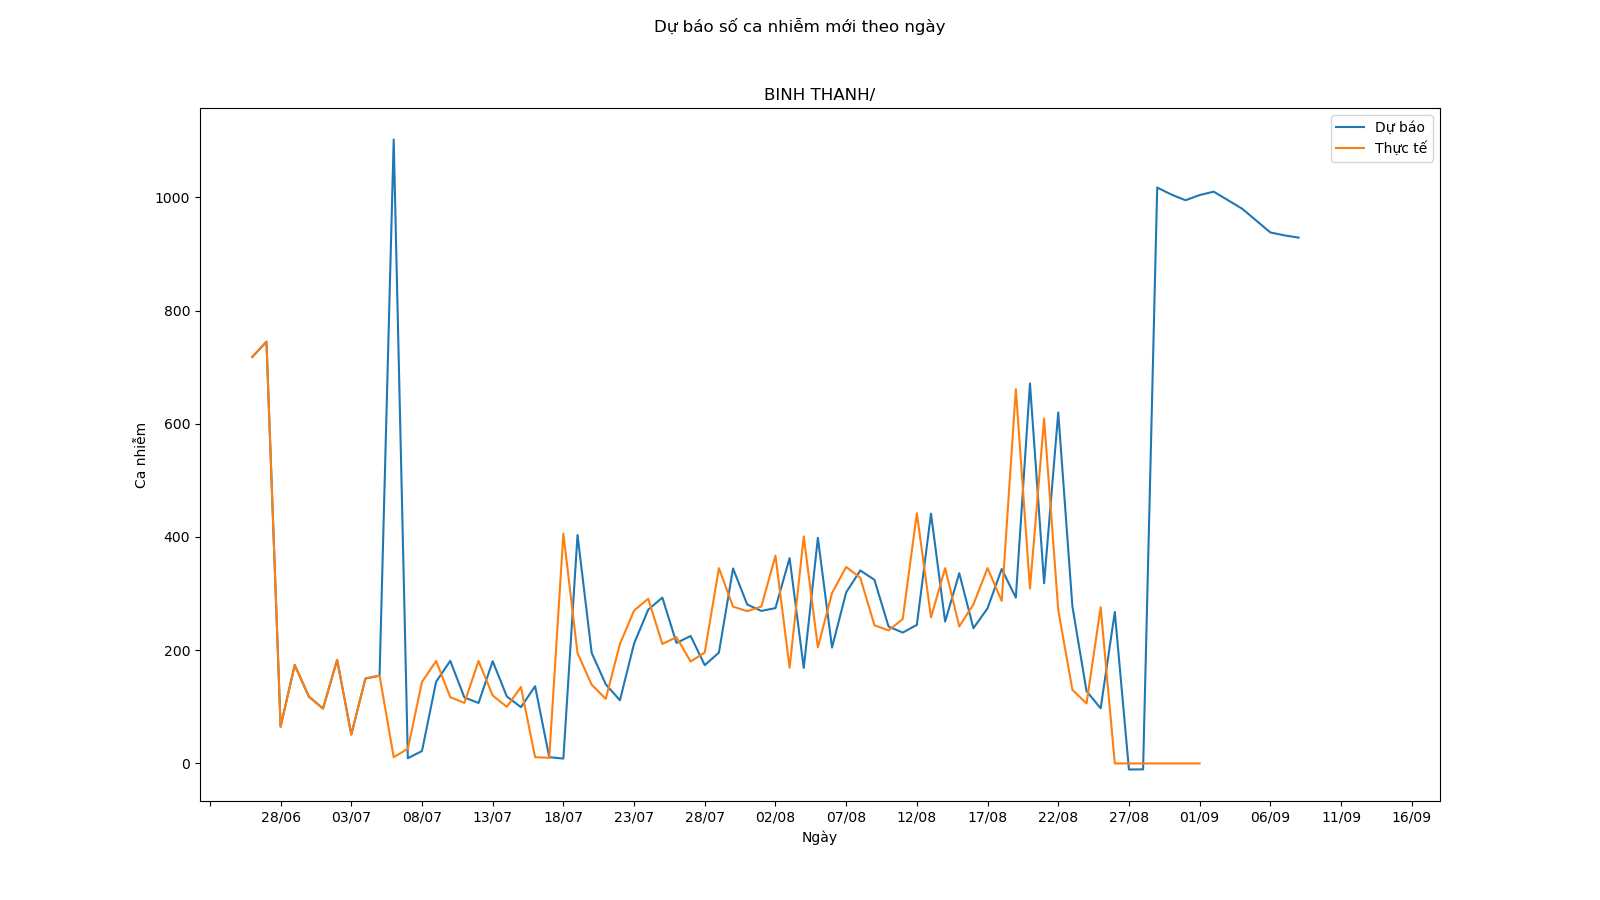 Dự báo số ca nhiễm mới theo ngày
BINH THANH/
Dự báo
Thực tế
1000
800
600
400
200
0
Ca nhiễm
28/06 03/07 08/07 13/07 18/07 23/07 28/07 02/08 07/08 12/08 17/08 22/08 27/08 01/09 06/09 11/09 16/09
Ngày